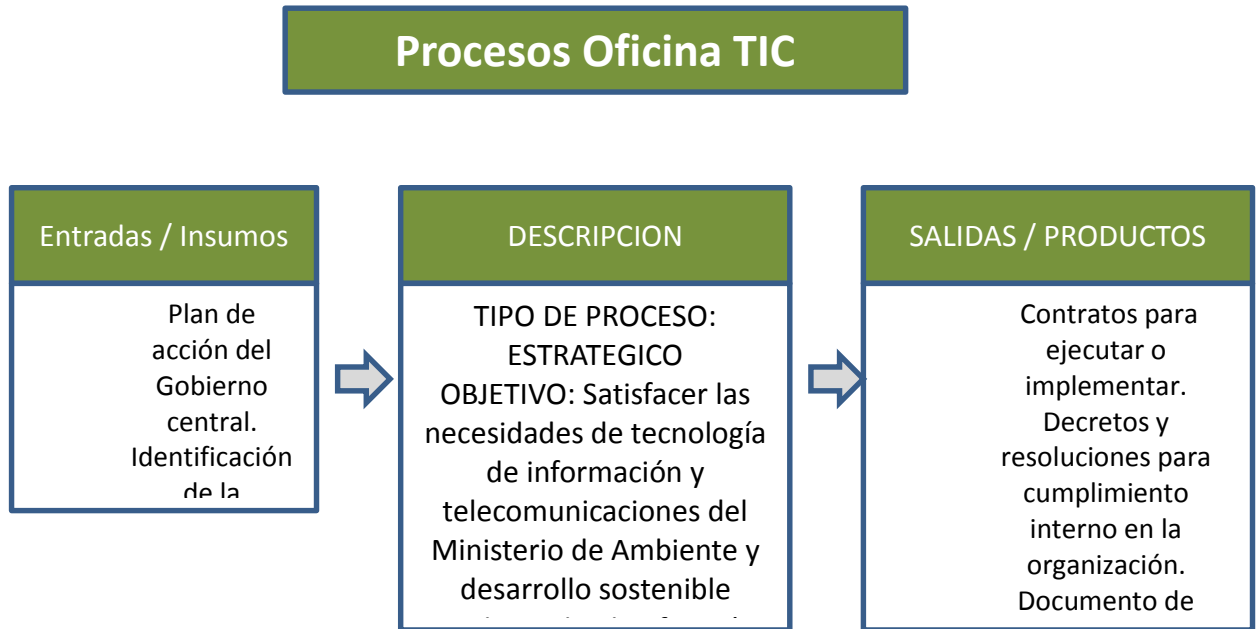 Procesos Oficina TIC
Entradas / Insumos
Plan de
acción del
Gobierno
central.
Identificación
de la
DESCRIPCION
TIPO DE PROCESO:
ESTRATEGICO
OBJETIVO: Satisfacer las
necesidades de tecnología
de información y
telecomunicaciones del
Ministerio de Ambiente y
desarrollo sostenible
SALIDAS / PRODUCTOS
Contratos para
ejecutar o
implementar.
Decretos y
resoluciones para
cumplimiento
interno en la
organización.
Documento de